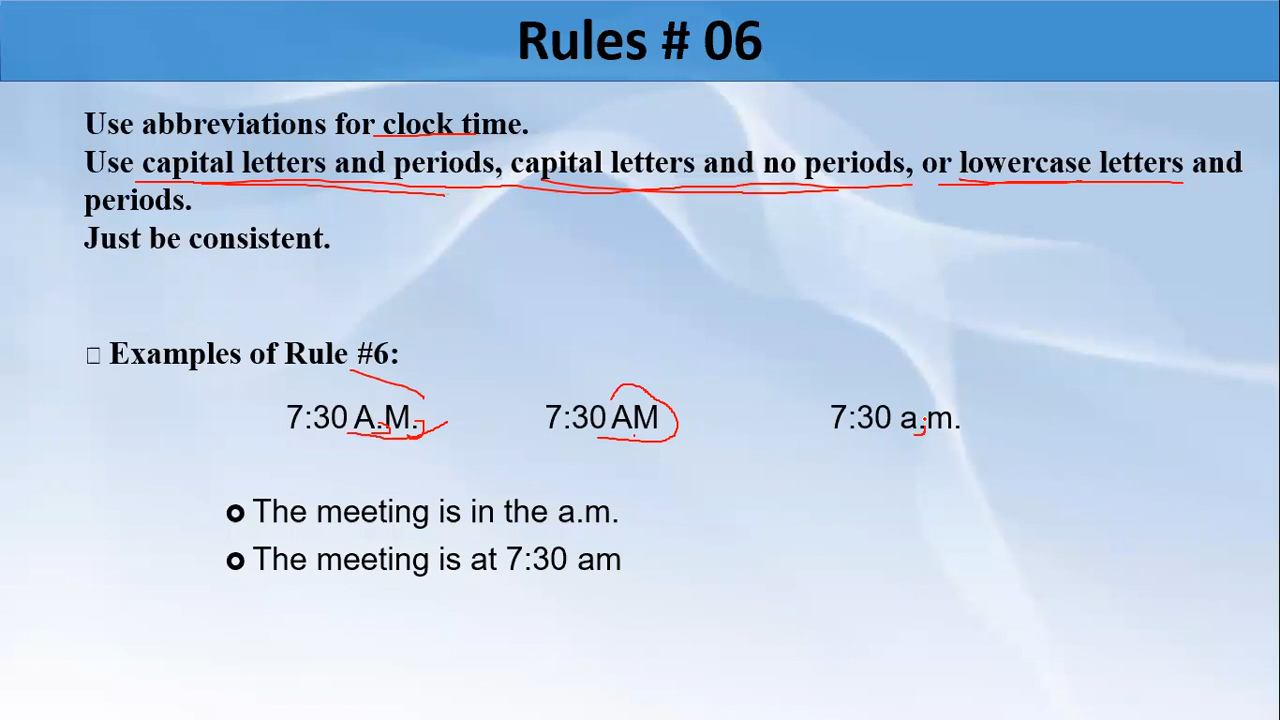 Rules # 06
Use abbreviations for clock time.
Use capital letters and periods, capital letters and no periods, or lowercase letters and
periods.
Just be consistent.
Examples of Rule #6:
7:30 A.M. 7:30 AM 7:30 a.m.
The meeting is in the a.m.
The meeting is at 7:30 am